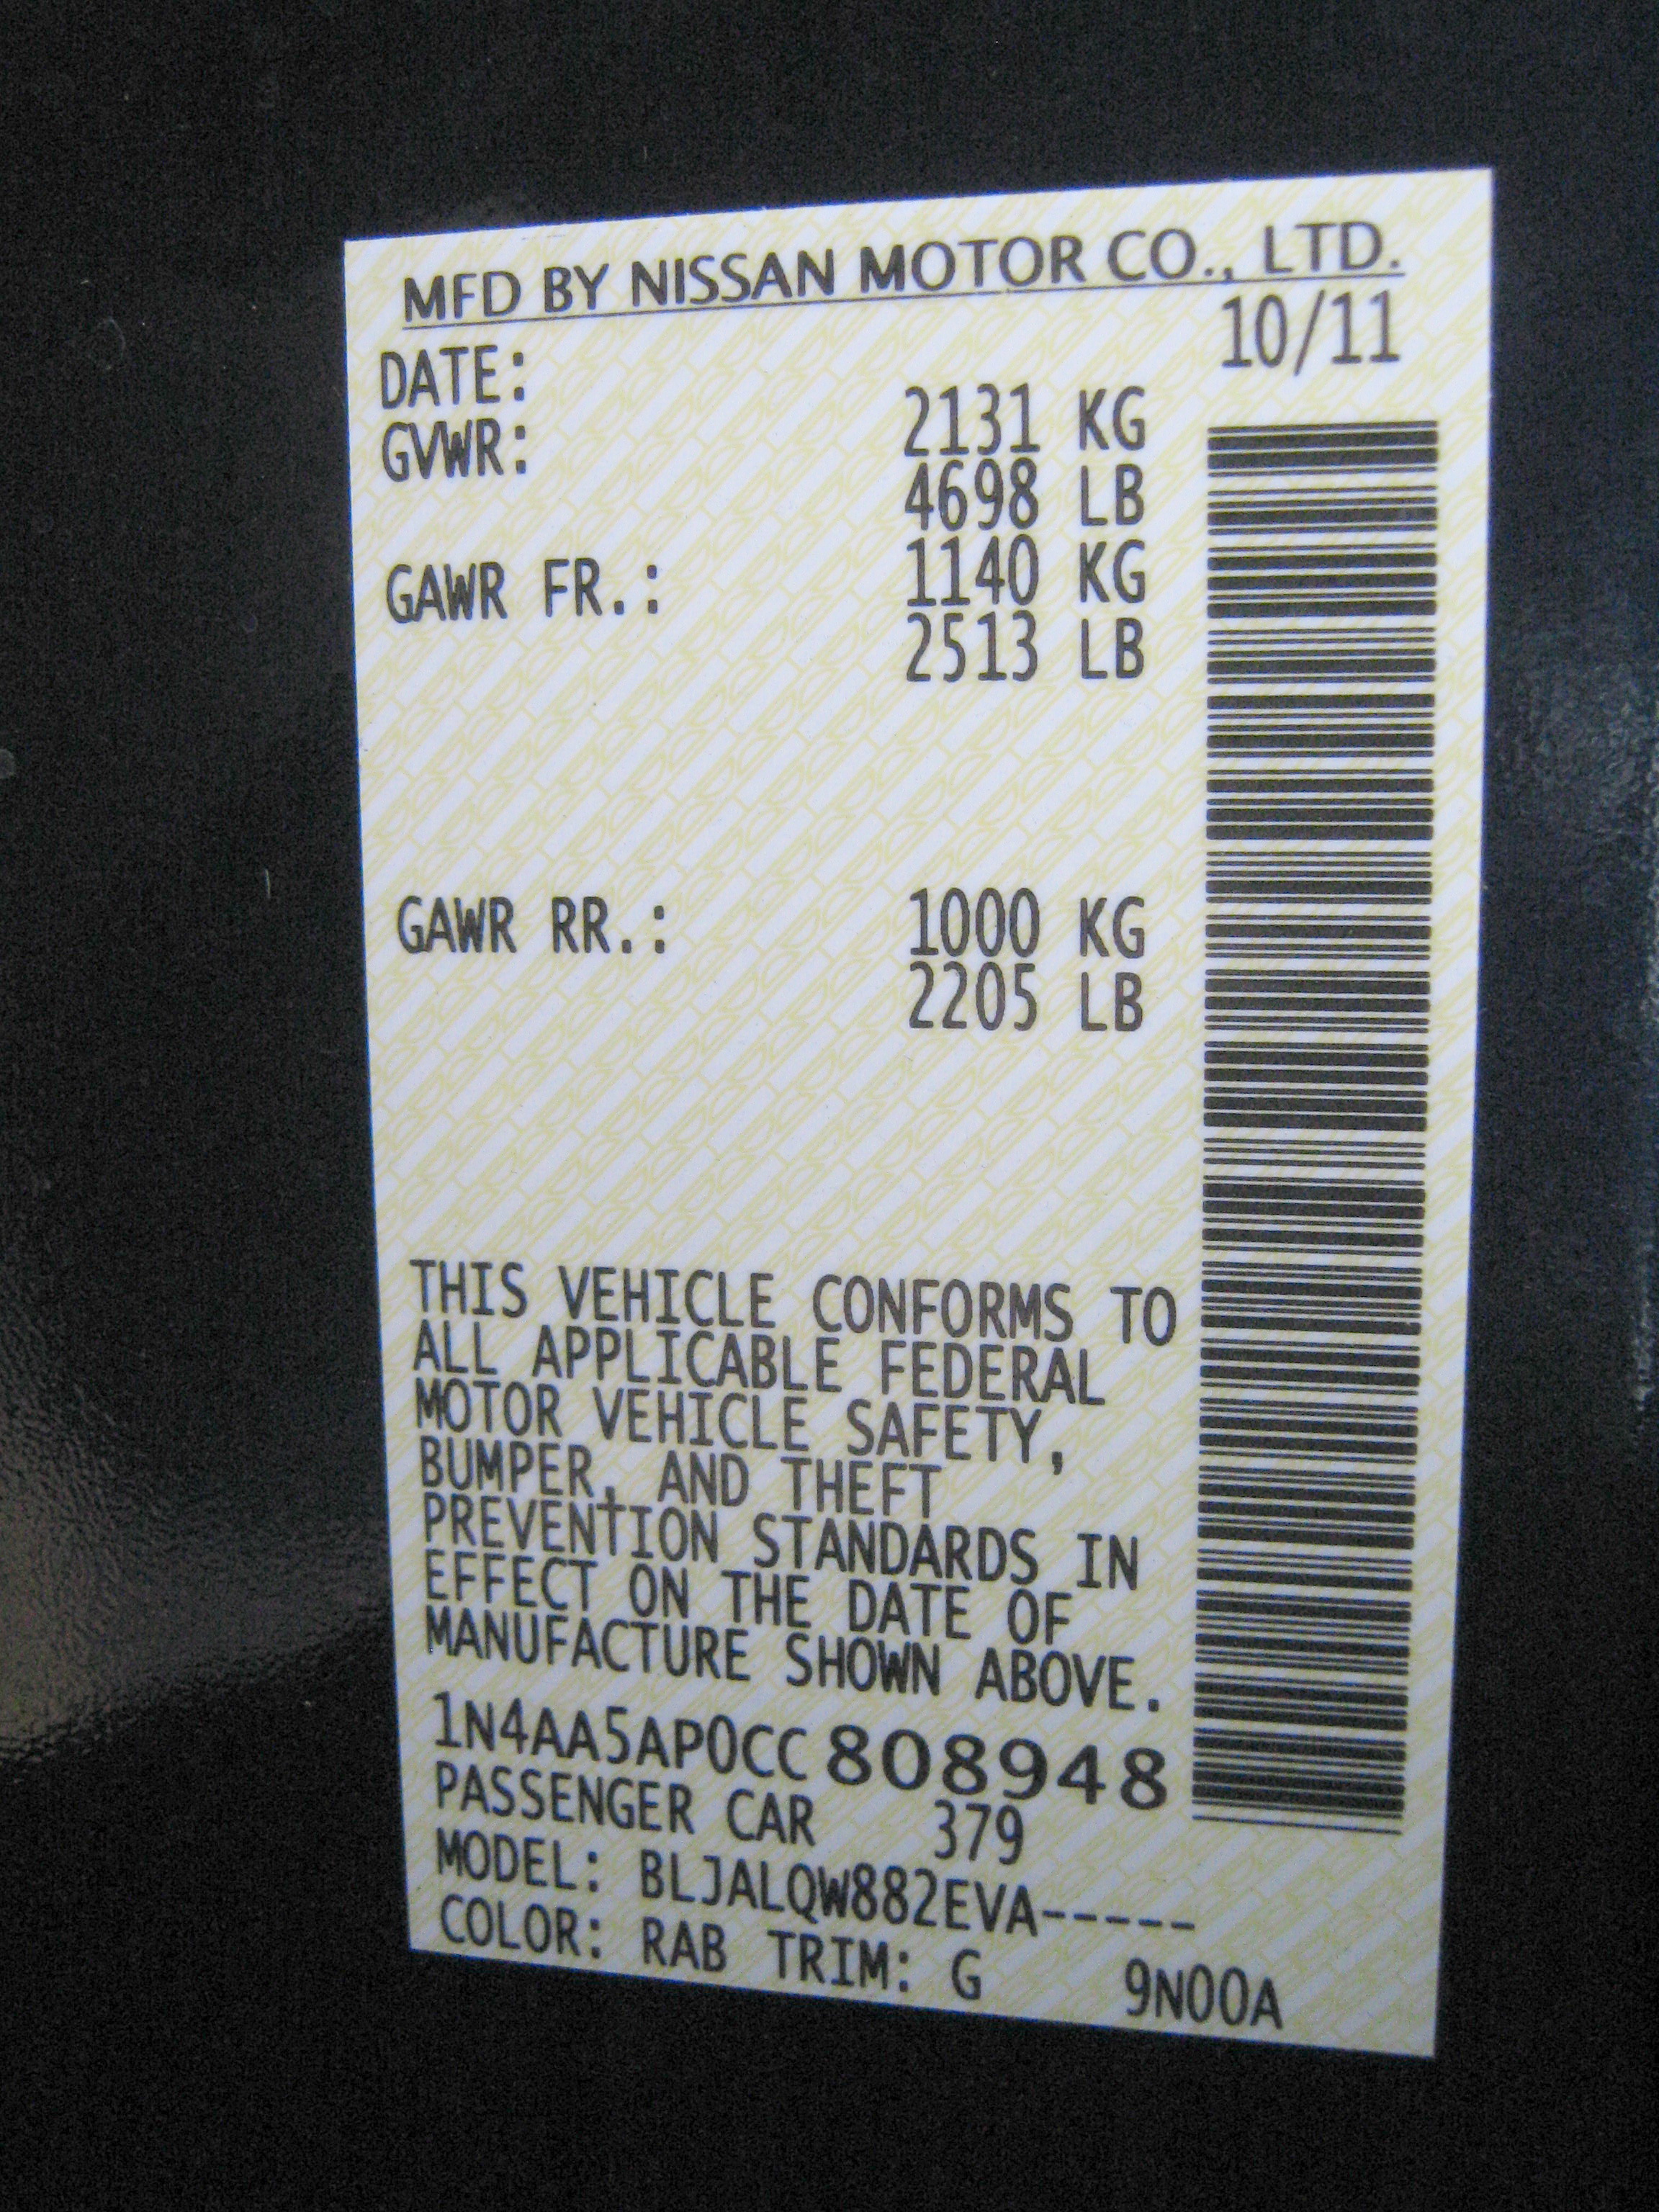 MFD BY NISSAN MOTOR CO., LTD.
DATE: 10/11
GVWR: 2131 KG
4698 LB
GAWR FR.: 1140 KG
2513 LB
GAWR RR.: 1000 KG
2205 LB
THIS VEHICLE CONFORMS TO
ALL APPLICABLE FEDERAL
MOTOR VEHICLE SAFETY,
BUMPER, AND THEFT
PREVENTION STANDARDS IN
EFFECT ON THE DATE OF
MANUFACTURE SHOWN ABOVE.
1N4AA5AP0CC808948
PASSENGER CAR 379
MODEL: BLJALQW882EVA-----
COLOR: RAB TRIM: G 9N00A